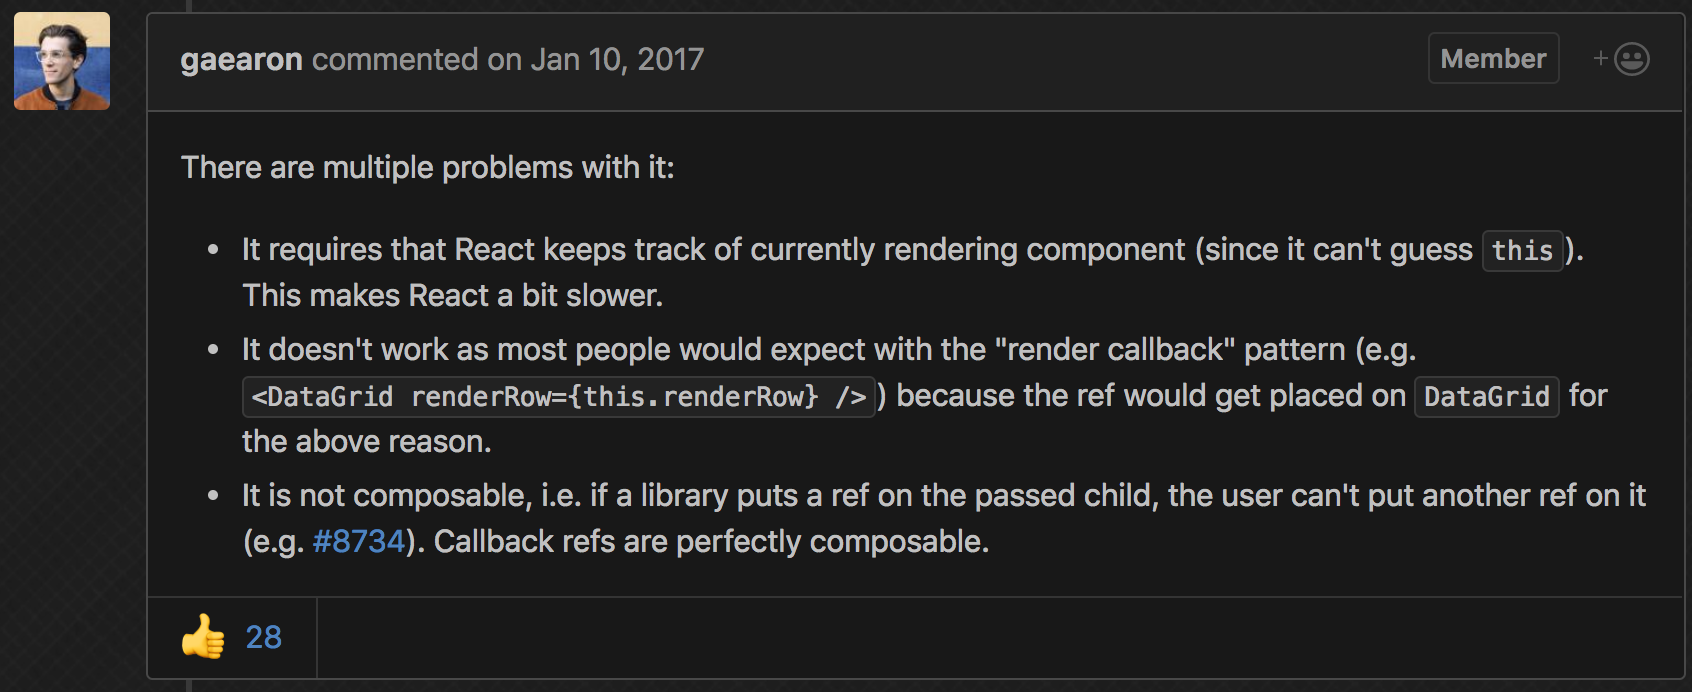 gaearon commented on Jan 10, 2017
Member
+
There are multiple problems with it:
• It requires that React keeps track of currently rendering component (since it can't guess this).
This makes React a bit slower.
• It doesn't work as most people would expect with the "render callback" pattern (e.g.
<DataGrid renderRow={this.renderRow} />) because the ref would get placed on DataGrid for
the above reason.
• It is not composable, i.e. if a library puts a ref on the passed child, the user can't put another ref on it
(e.g. #8734). Callback refs are perfectly composable.
👍 28